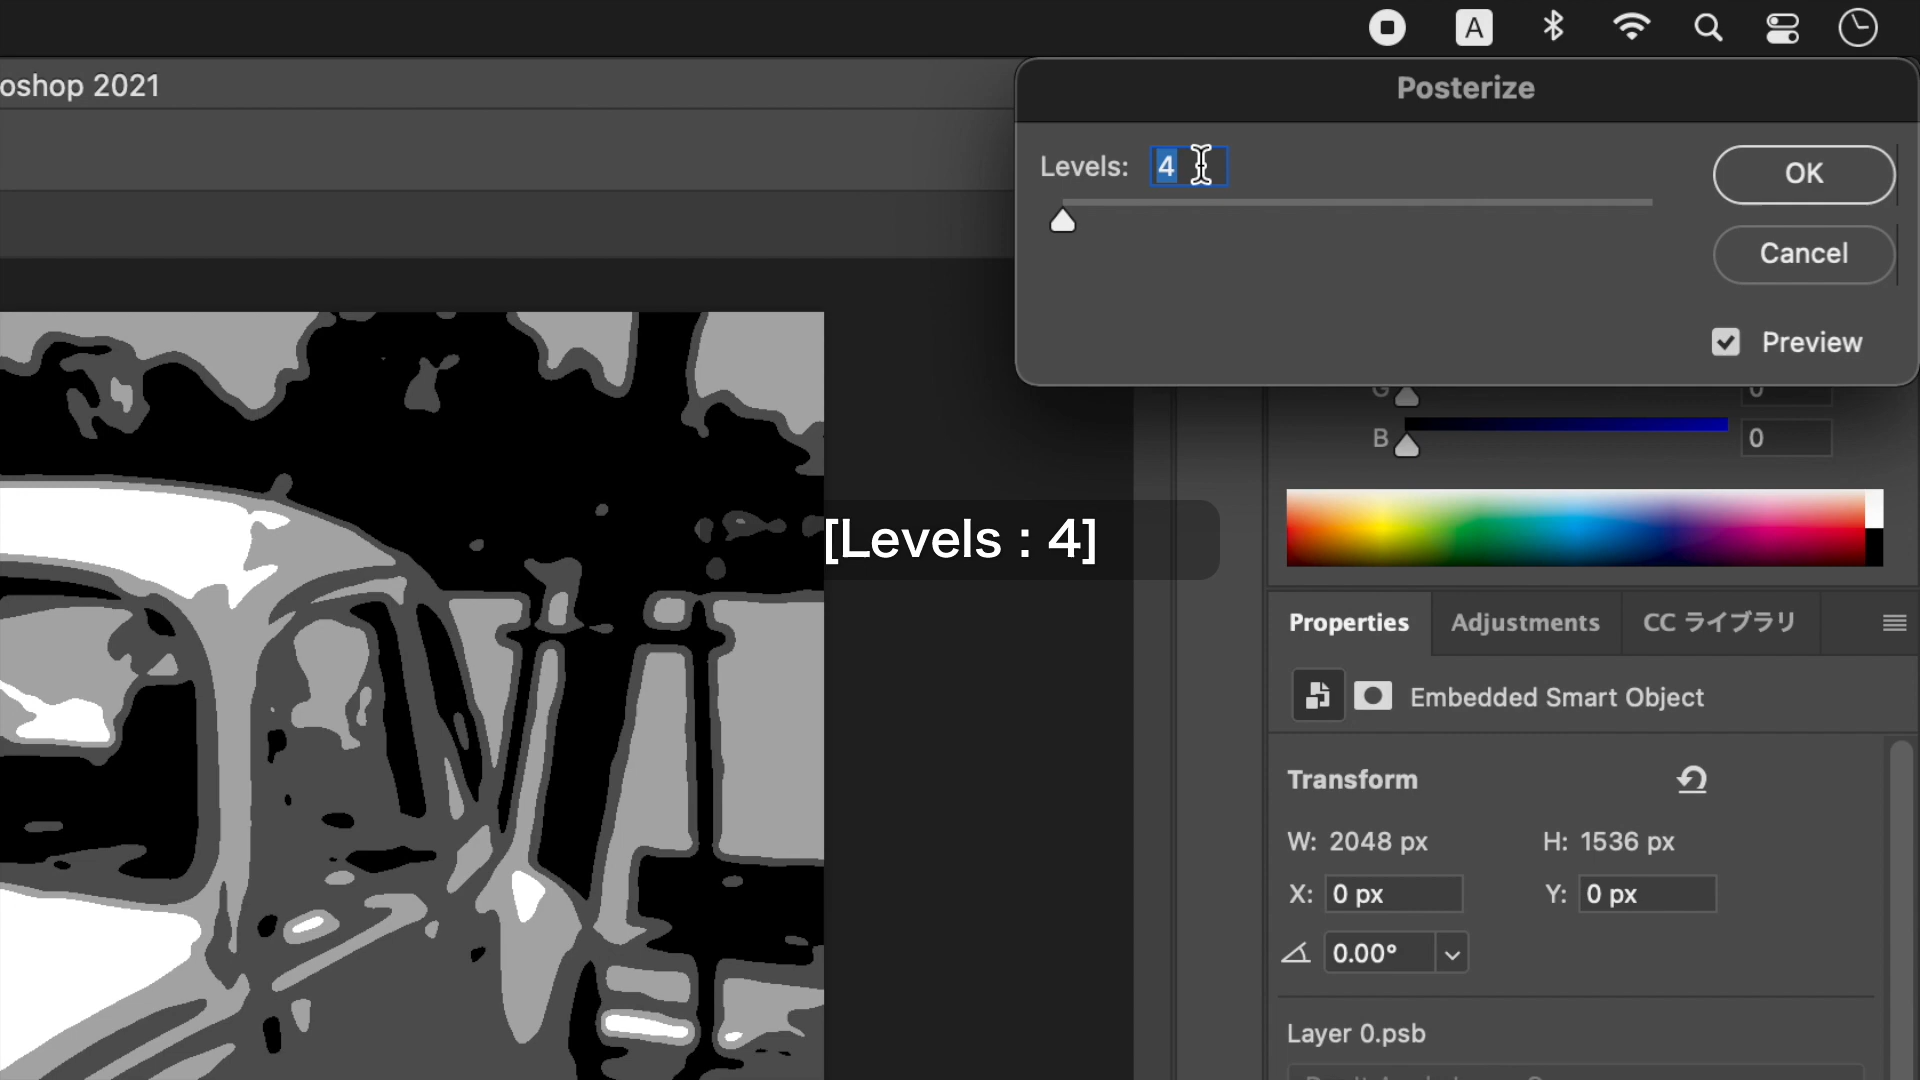 A
oshop 2021
Posterize
Levels: 4
OK
Cancel
Preview
G 0
B 0
[Levels : 4]
Properties Adjustments CC ライブラリ
Embedded Smart Object
Transform
W: 2048 px H: 1536 px
X: 0 px Y: 0 px
0.00°
Layer 0.psb